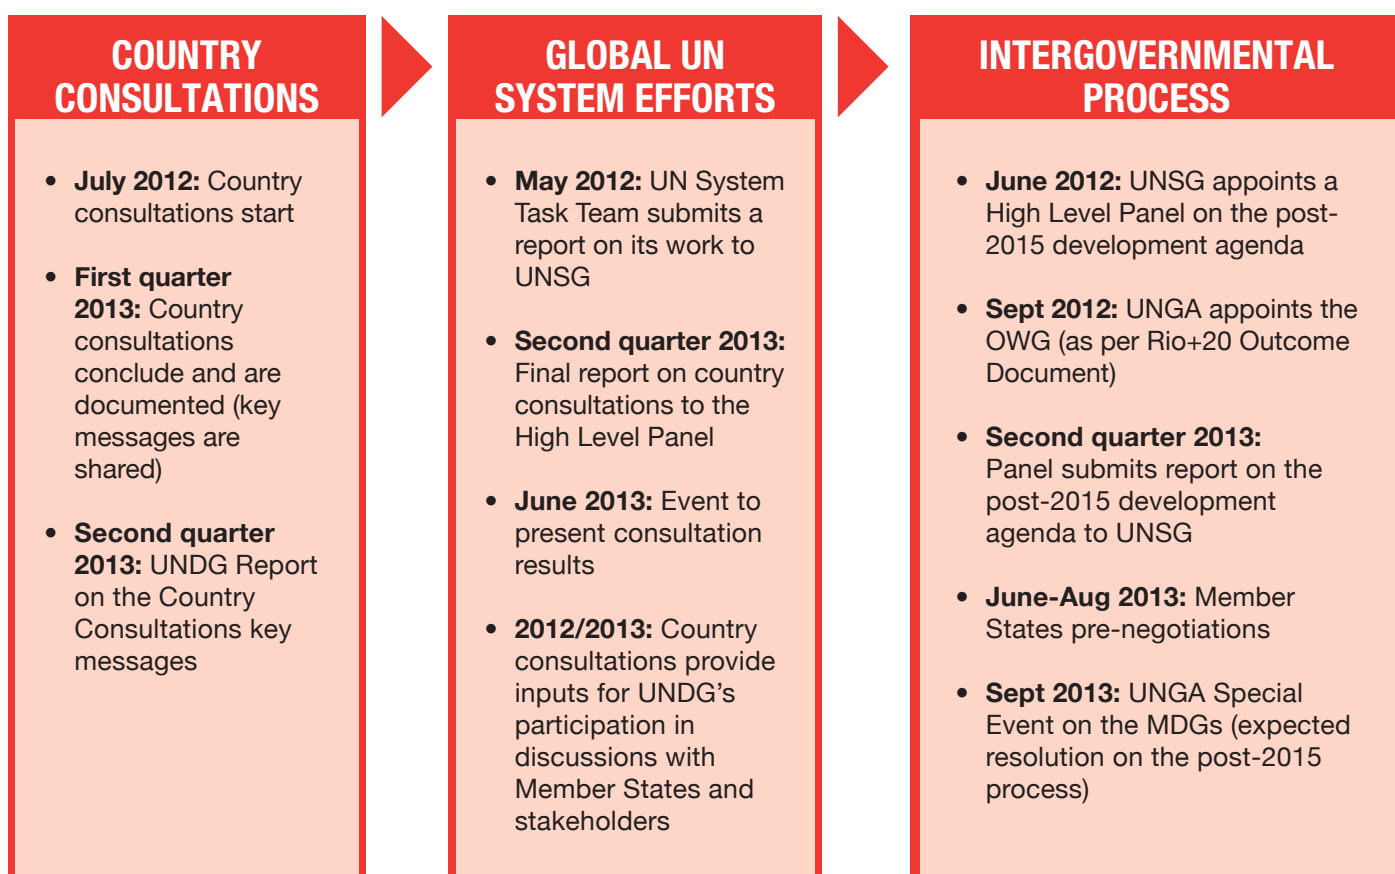 COUNTRY
CONSULTATIONS
• July 2012: Country
consultations start
• First quarter
2013: Country
consultations
conclude and are
documented (key
messages are
shared)
• Second quarter
2013: UNDG Report
on the Country
Consultations key
messages
GLOBAL UN
SYSTEM EFFORTS
• May 2012: UN System
Task Team submits a
report on its work to
UNSG
• Second quarter 2013:
Final report on country
consultations to the
High Level Panel
• June 2013: Event to
present consultation
results
• 2012/2013: Country
consultations provide
inputs for UNDG’s
participation in
discussions with
Member States and
stakeholders
INTERGOVERNMENTAL
PROCESS
• June 2012: UNSG appoints a
High Level Panel on the post-
2015 development agenda
• Sept 2012: UNGA appoints the
OWG (as per Rio+20 Outcome
Document)
• Second quarter 2013:
Panel submits report on the
post-2015 development
agenda to UNSG
• June-Aug 2013: Member
States pre-negotiations
• Sept 2013: UNGA Special
Event on the MDGs (expected
resolution on the post-2015
process)